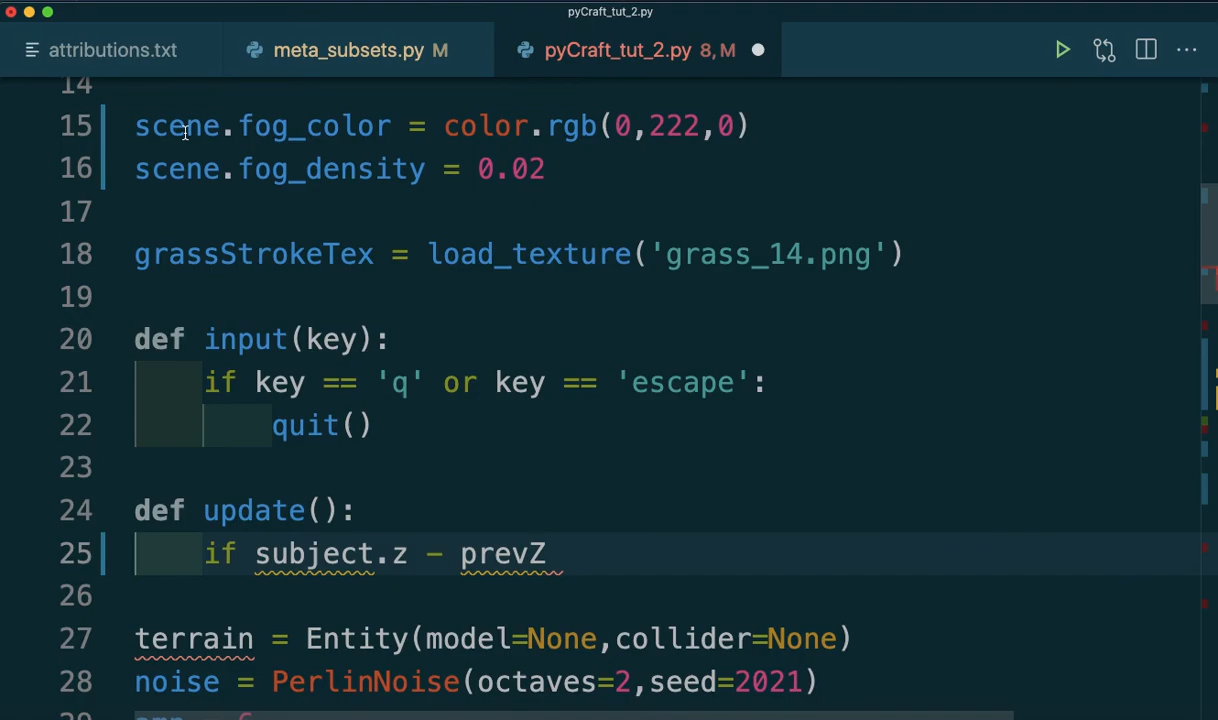 pyCraft_tut_2.py
attributions.txt meta_subsets.py M pyCraft_tut_2.py 8, M
14
15 scene.fog_color = color.rgb(0,222,0)
16 scene.fog_density = 0.02
17
18 grassStrokeTex = load_texture('grass_14.png')
19
20 def input(key):
21 if key == 'q' or key == 'escape':
22 quit()
23
24 def update():
25 if subject.z - prevZ
26
27 terrain = Entity(model=None,collider=None)
28 noise = PerlinNoise(octaves=2,seed=2021)